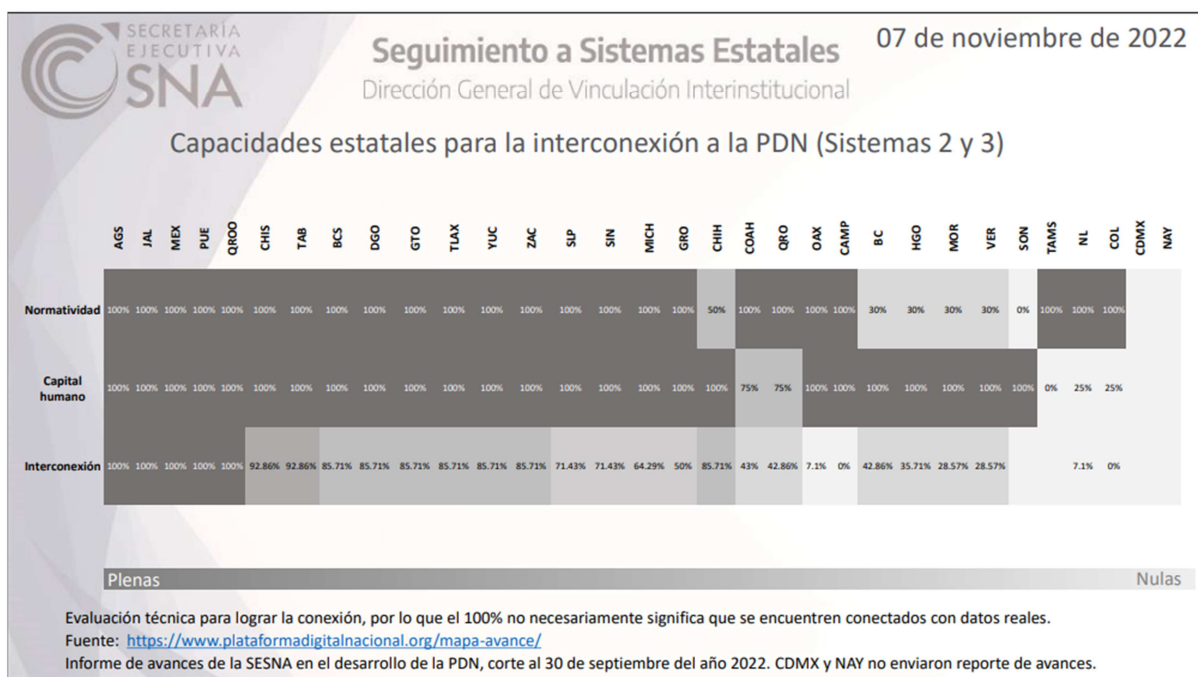 SECRETARÍA
EJECUTIVA
SNA
Seguimiento a Sistemas Estatales
07 de noviembre de 2022
Dirección General de Vinculación Interinstitucional
Capacidades estatales para la interconexión a la PDN (Sistemas 2 y 3)
AGS JAL MEX PUE QROO CHIS TAB BCS DGO GTO TLAX YUC ZAC SLP SIN MICH GRO CHIH COAH QRO OAX CAMP BC HGO MOR VER SON TAMS NL COL CDMX NAY
Normatividad 100% 100% 100% 100% 100% 100% 100% 100% 100% 100% 100% 100% 100% 100% 100% 100% 100% 50% 100% 100% 100% 100% 30% 30% 30% 30% 0% 100% 100% 100%
Capital
humano 100% 100% 100% 100% 100% 100% 100% 100% 100% 100% 100% 100% 100% 100% 100% 100% 100% 100% 75% 75% 100% 100% 100% 100% 100% 100% 100% 0% 25% 25%
Interconexión 100% 100% 100% 100% 100% 92.86% 92.86% 85.71% 85.71% 85.71% 85.71% 85.71% 85.71% 71.43% 71.43% 64.29% 50% 85.71% 43% 42.86% 7.1% 0% 42.86% 35.71% 28.57% 28.57% 7.1% 0%
Plenas Nulas
Evaluación técnica para lograr la conexión, por lo que el 100% no necesariamente significa que se encuentren conectados con datos reales.
Fuente: https://www.plataformadigitalnacional.org/mapa-avance/
Informe de avances de la SESNA en el desarrollo de la PDN, corte al 30 de septiembre del año 2022. CDMX y NAY no enviaron reporte de avances.